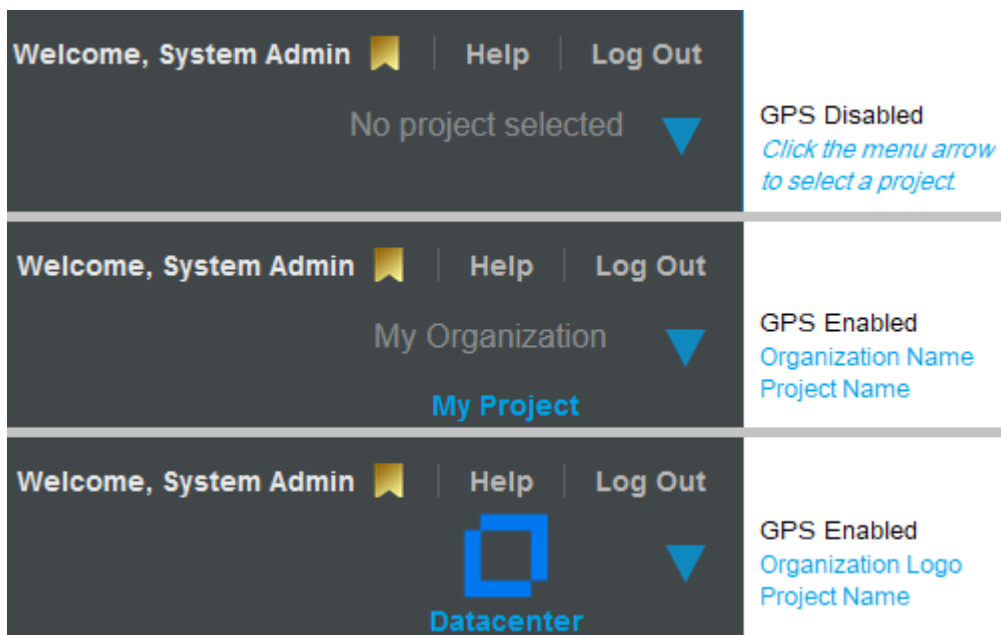 Welcome, System Admin Help Log Out
No project selected
GPS Disabled
Click the menu arrow
to select a project.
Welcome, System Admin Help Log Out
My Organization
My Project
GPS Enabled
Organization Name
Project Name
Welcome, System Admin Help Log Out
Datacenter
GPS Enabled
Organization Logo
Project Name